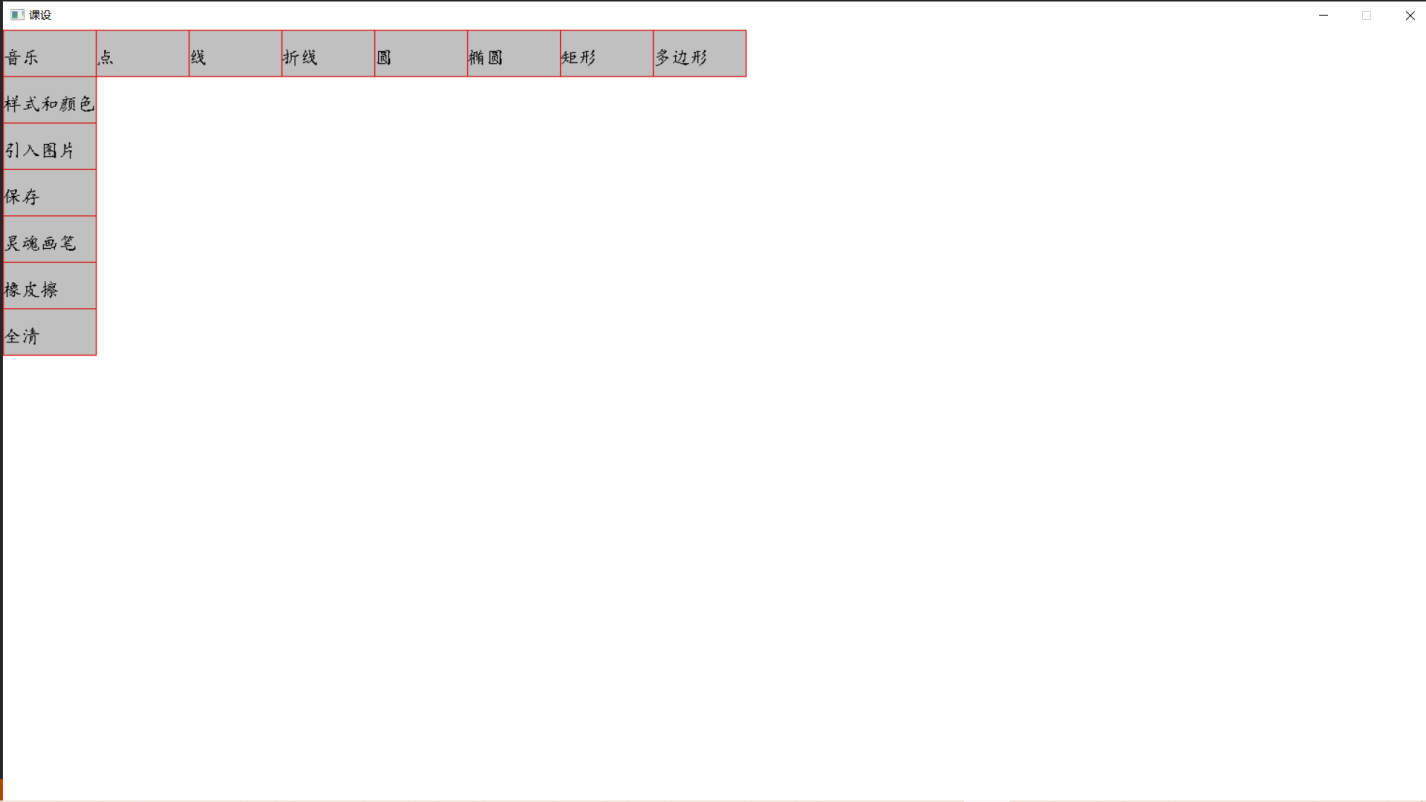 课设
音乐 点 线 折线 圆 椭圆 矩形 多边形
样式和颜色
引入图片
保存
灵魂画笔
橡皮擦
全清